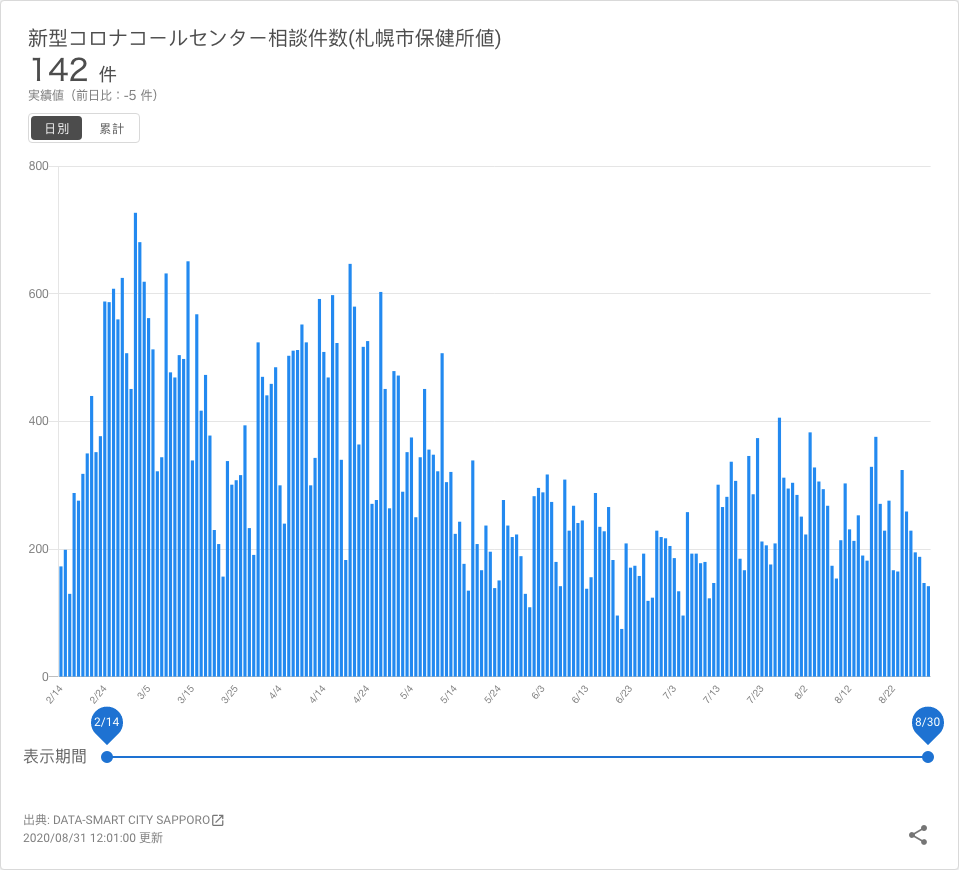 新型コロナコールセンター相談件数(札幌市保健所値)
142 件
実績値（前日比：-5 件）
日別 累計
800
600
400
200
0
2/14 2/24 3/5 3/15 3/25 4/4 4/14 4/24 5/4 5/14 5/24 6/3 6/13 6/23 7/3 7/13 7/23 8/2 8/12 8/22
2/14 8/30
表示期間
出典: DATA-SMART CITY SAPPORO
2020/08/31 12:01:00 更新